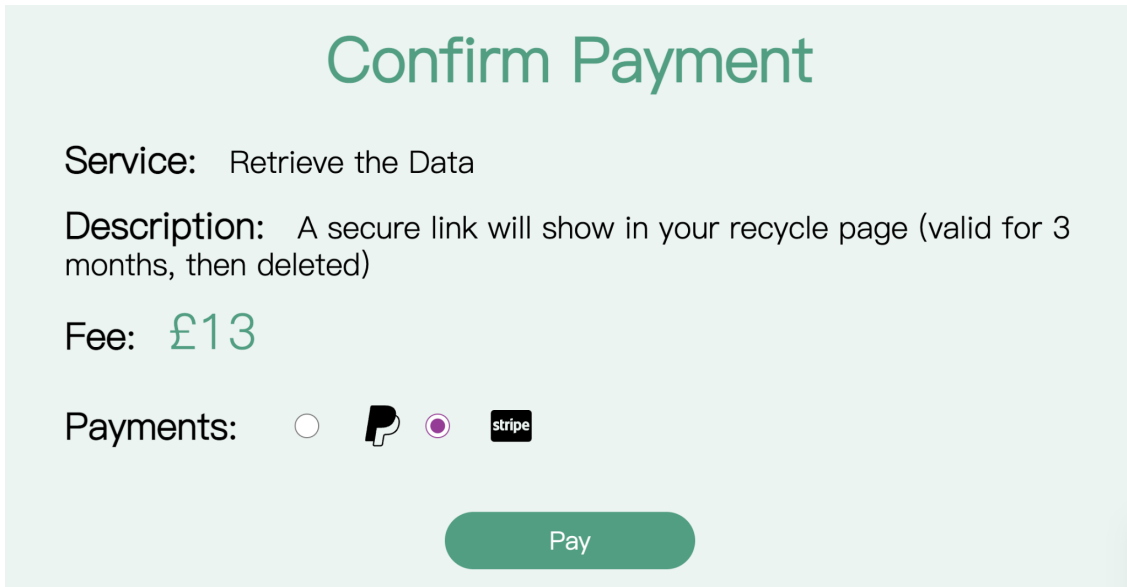 Confirm Payment
Service: Retrieve the Data
Description: A secure link will show in your recycle page (valid for 3
months, then deleted)
Fee: £13
Payments: stripe
Pay